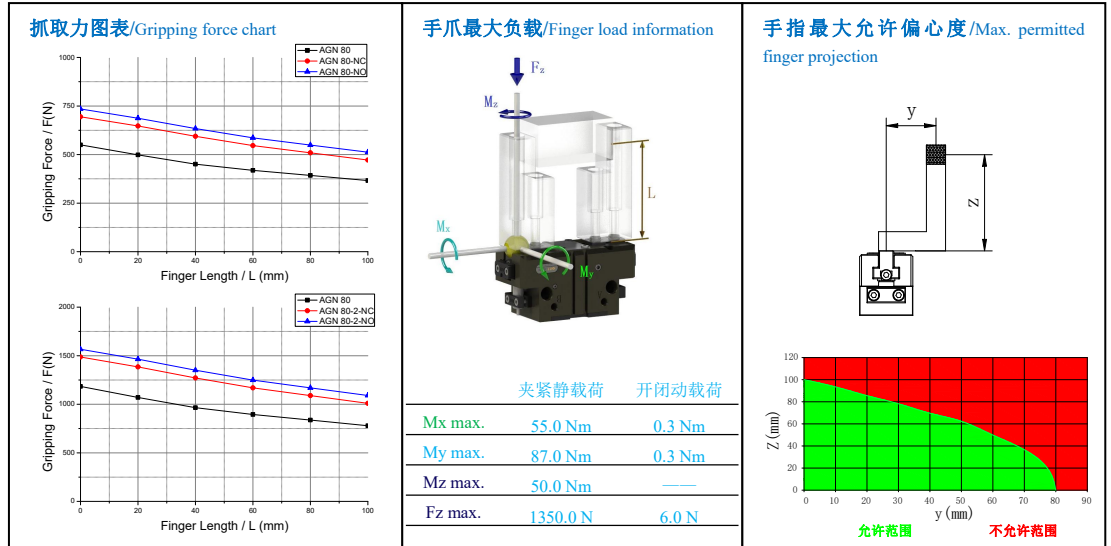 抓取力图表/Gripping force chart
1000
750
500
250
0
0 20 40 60 80 100
Gripping Force / F(N)
Finger Length / L (mm)
AGN 80
AGN 80-NC
AGN 80-NO
2000
1500
1000
500
0
0 20 40 60 80 100
Gripping Force / F(N)
Finger Length / L (mm)
AGN 80
AGN 80-2-NC
AGN 80-2-NO
手爪最大负载/Finger load information
Fz
Mz
L
Mx
My
夹紧静载荷 开闭动载荷
Mx max. 55.0 Nm 0.3 Nm
My max. 87.0 Nm 0.3 Nm
Mz max. 50.0 Nm ——
Fz max. 1350.0 N 6.0 N
手指最大允许偏心度/Max. permitted
finger projection
y
Z
120
100
80
60
40
20
0
Z(mm)
0 10 20 30 40 50 60 70 80 90
y(mm)
允许范围 不允许范围